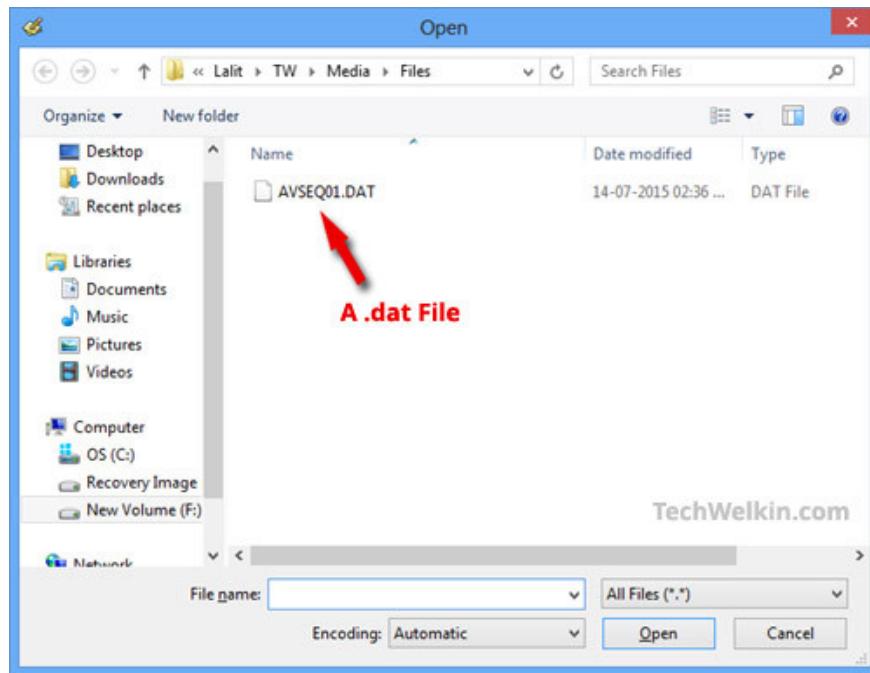 Open
« Lalit ▸ TW ▸ Media ▸ Files
Search Files
Organize
New folder
Desktop
Downloads
Recent places
Libraries
Documents
Music
Pictures
Videos
Computer
OS (C:)
Recovery Image
New Volume (F:)
Network
Name
Date modified
Type
AVSEQ01.DAT
14-07-2015 02:36 ...
DAT File
A .dat File
TechWelkin.com
File name:
All Files (*.*)
Encoding:
Automatic
Open
Cancel